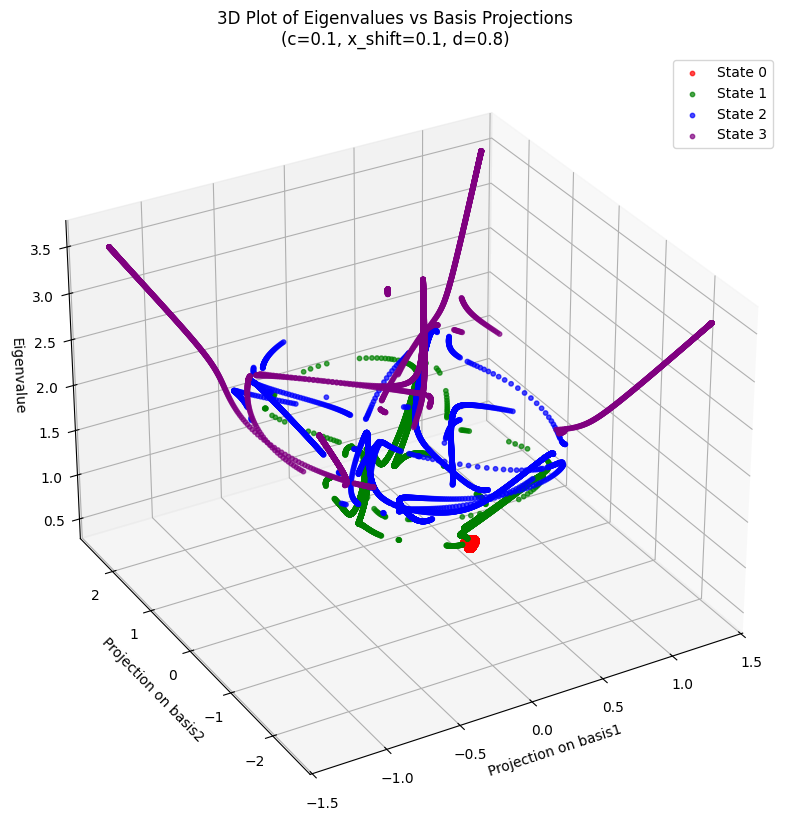 3D Plot of Eigenvalues vs Basis Projections
(c=0.1, x_shift=0.1, d=0.8)
State 0
State 1
State 2
State 3
Eigenvalue
3.5
3.0
2.5
2.0
1.5
1.0
0.5
Projection on basis2
2
1
0
−1
−2
Projection on basis1
−1.5
−1.0
−0.5
0.0
0.5
1.0
1.5